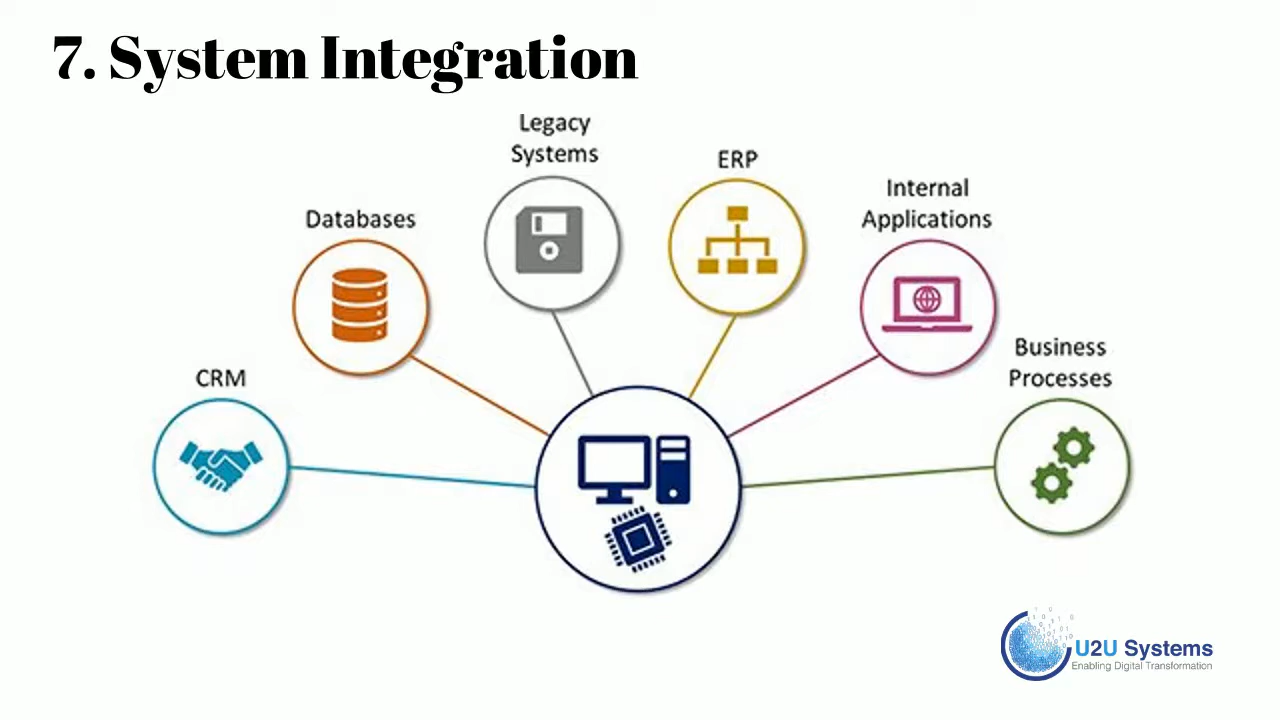 7. System Integration
Legacy
Systems
ERP
Internal
Applications
Databases
Business
Processes
CRM
U2U Systems
Enabling Digital Transformation